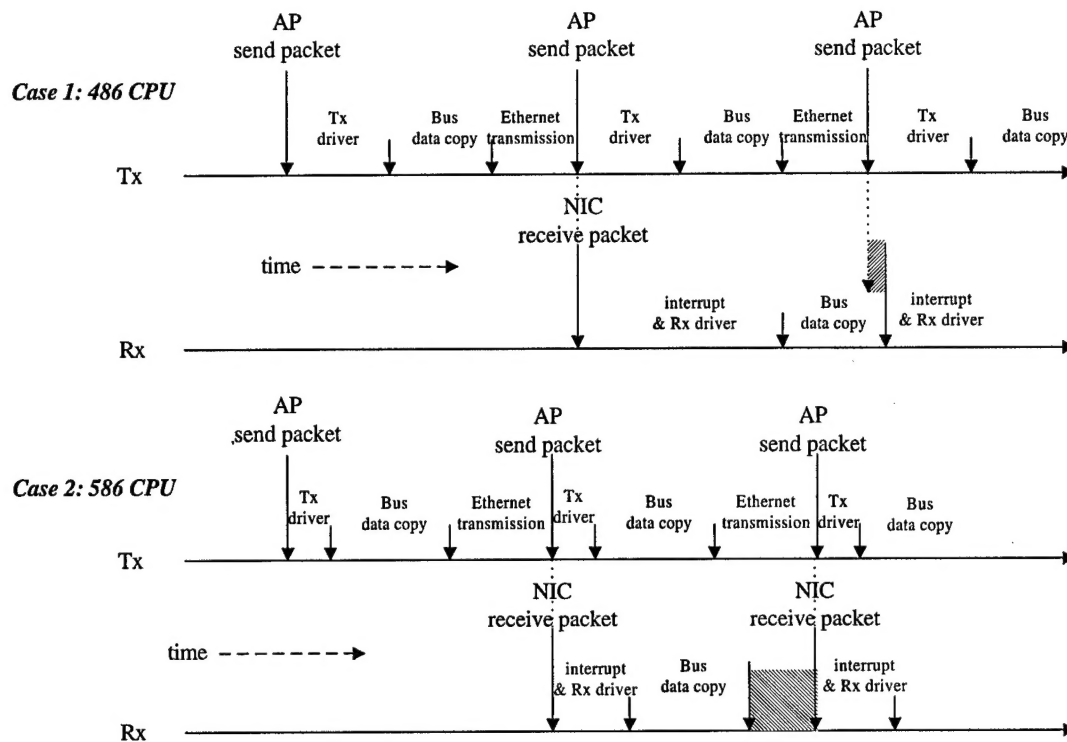 AP
send packet
AP
send packet
AP
send packet
Case 1: 486 CPU
Tx
driver
Bus
data copy
Ethernet
transmission
Tx
driver
Bus
data copy
Ethernet
transmission
Tx
driver
Bus
data copy
Tx
NIC
receive packet
time
interrupt
& Rx driver
Bus
data copy
interrupt
& Rx driver
Rx
AP
send packet
AP
send packet
AP
send packet
Case 2: 586 CPU
Tx
driver
Bus
data copy
Ethernet
transmission
Tx
driver
Bus
data copy
Ethernet
transmission
Tx
driver
Bus
data copy
Tx
NIC
receive packet
NIC
receive packet
time
interrupt
& Rx driver
Bus
data copy
interrupt
& Rx driver
Rx